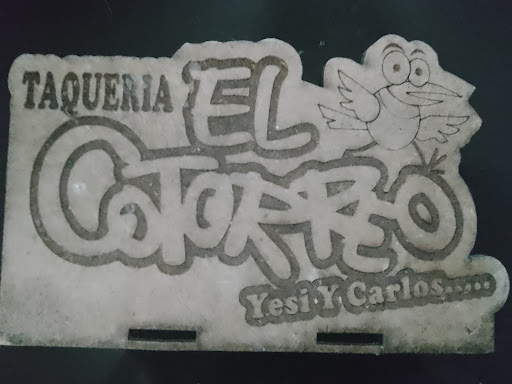 TAQUERIA EL
COTORREO
Yesi Y Carlos.....